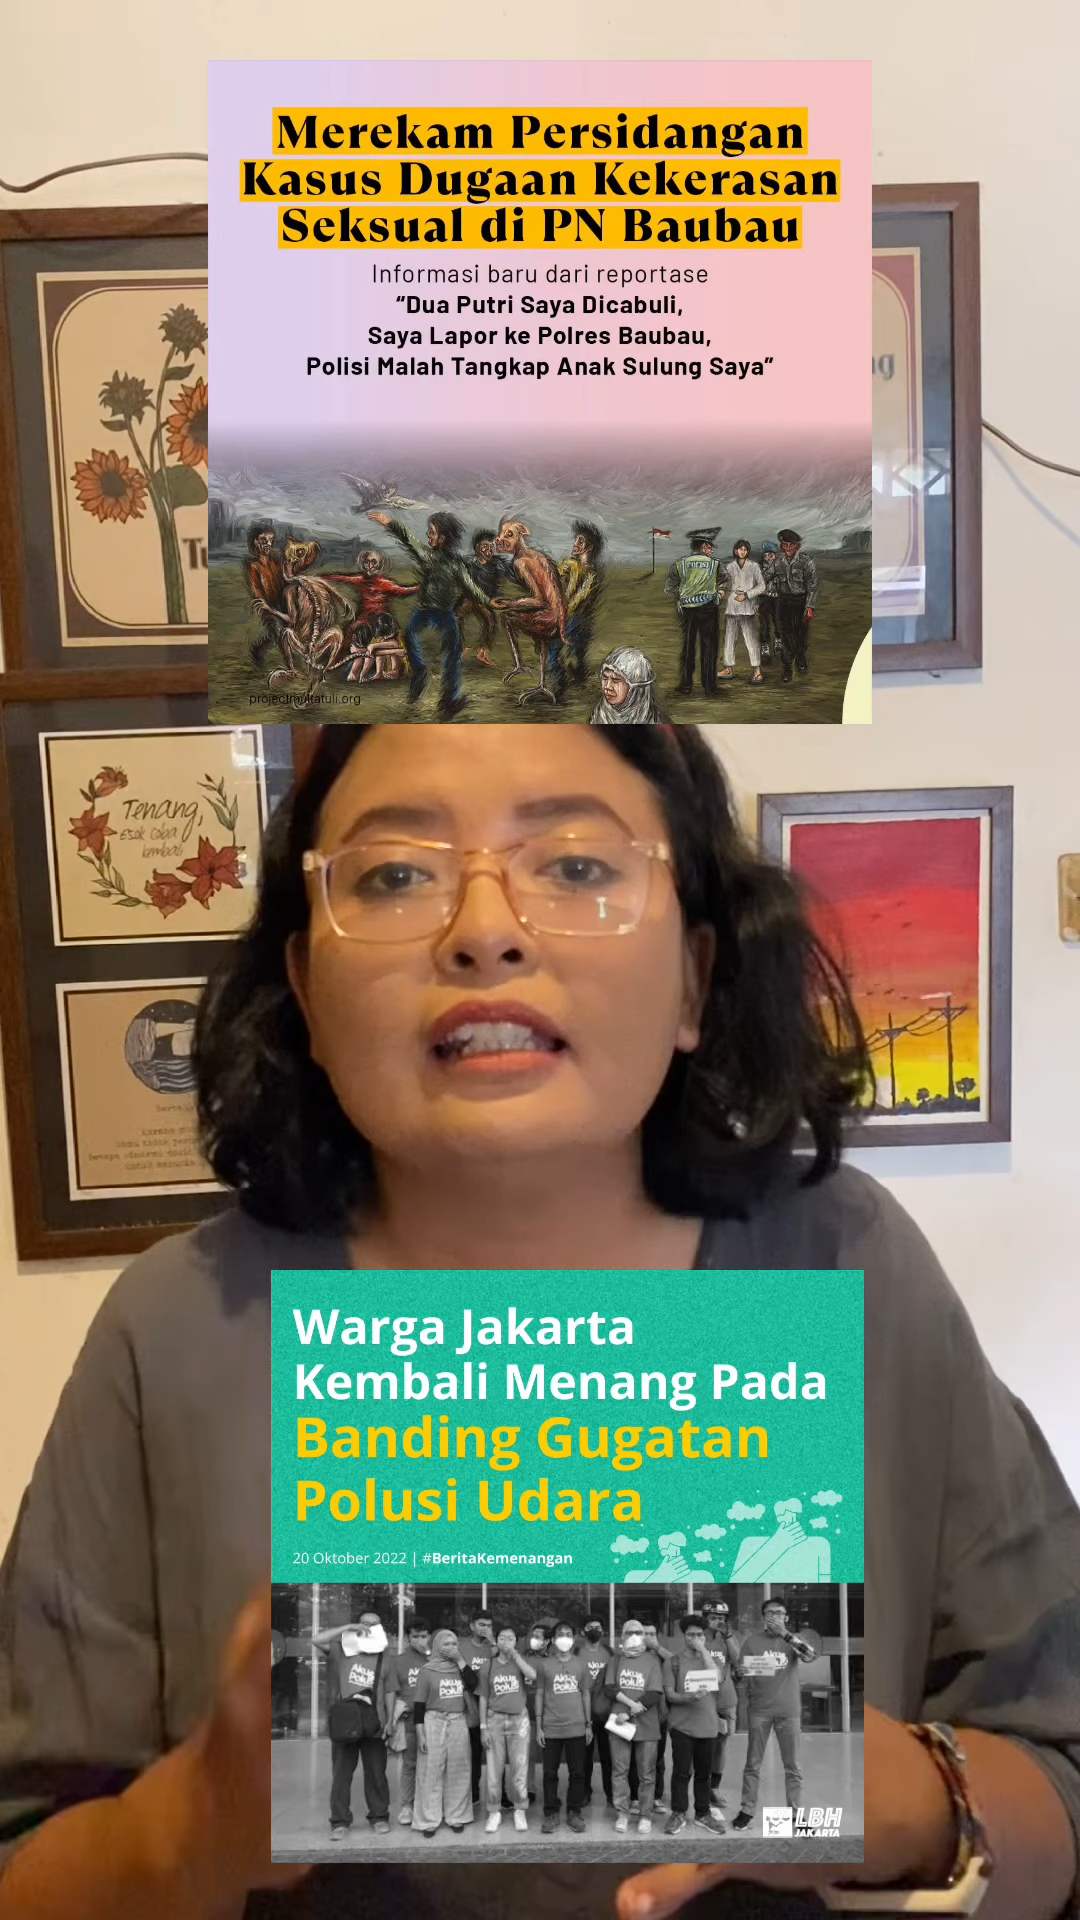 Merekam Persidangan
Kasus Dugaan Kekerasan
Seksual di PN Baubau
Informasi baru dari reportase
“Dua Putri Saya Dicabuli,
Saya Lapor ke Polres Baubau,
Polisi Malah Tangkap Anak Sulung Saya”
POLISI
projectmultatuli.org
Tenang,
Esok coba
kembali
Warga Jakarta
Kembali Menang Pada
Banding Gugatan
Polusi Udara
20 Oktober 2022 | #BeritaKemenangan
LBH
JAKARTA